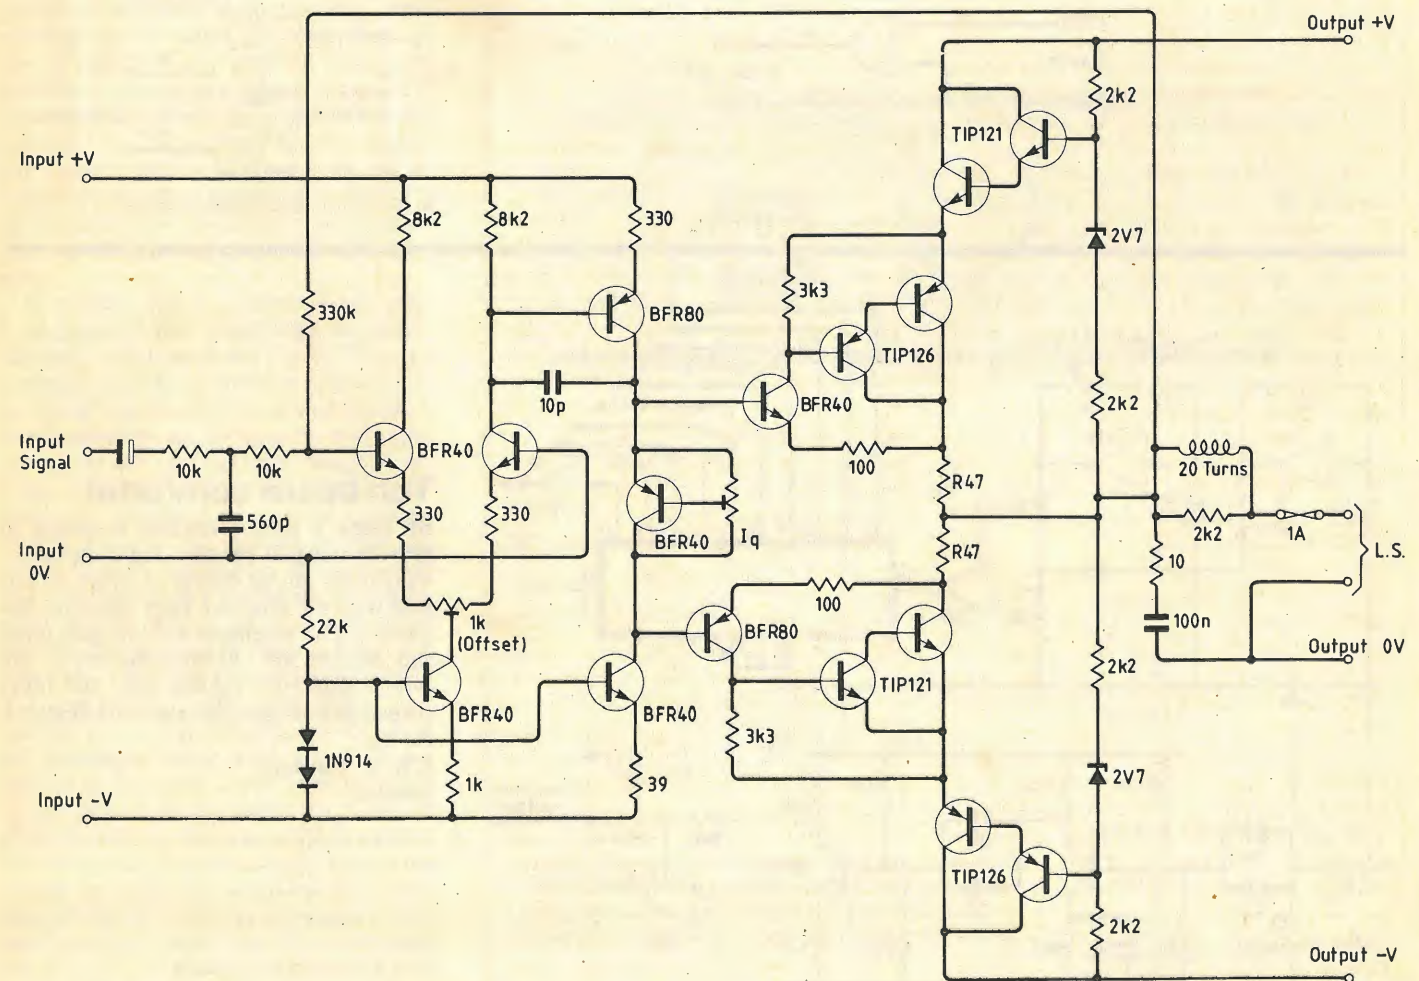 Output +V
2k2
TIP121
Input +V
8k2
8k2
330
2V7
3k3
330k
BFR80
TIP126
10p
BFR40
2k2
Input
Signal
10k
10k
BFR40
100
20 Turns
R47
330
330
560p
BFR40
Iq
2k2
1A
L.S.
Input
0V.
R47
10
100
1k
(Offset)
22k
BFR80
100n
Output 0V
2k2
TIP121
BFR40
BFR40
3k3
1N914
1k
39
2V7
Input -V
TIP126
2k2
Output -V